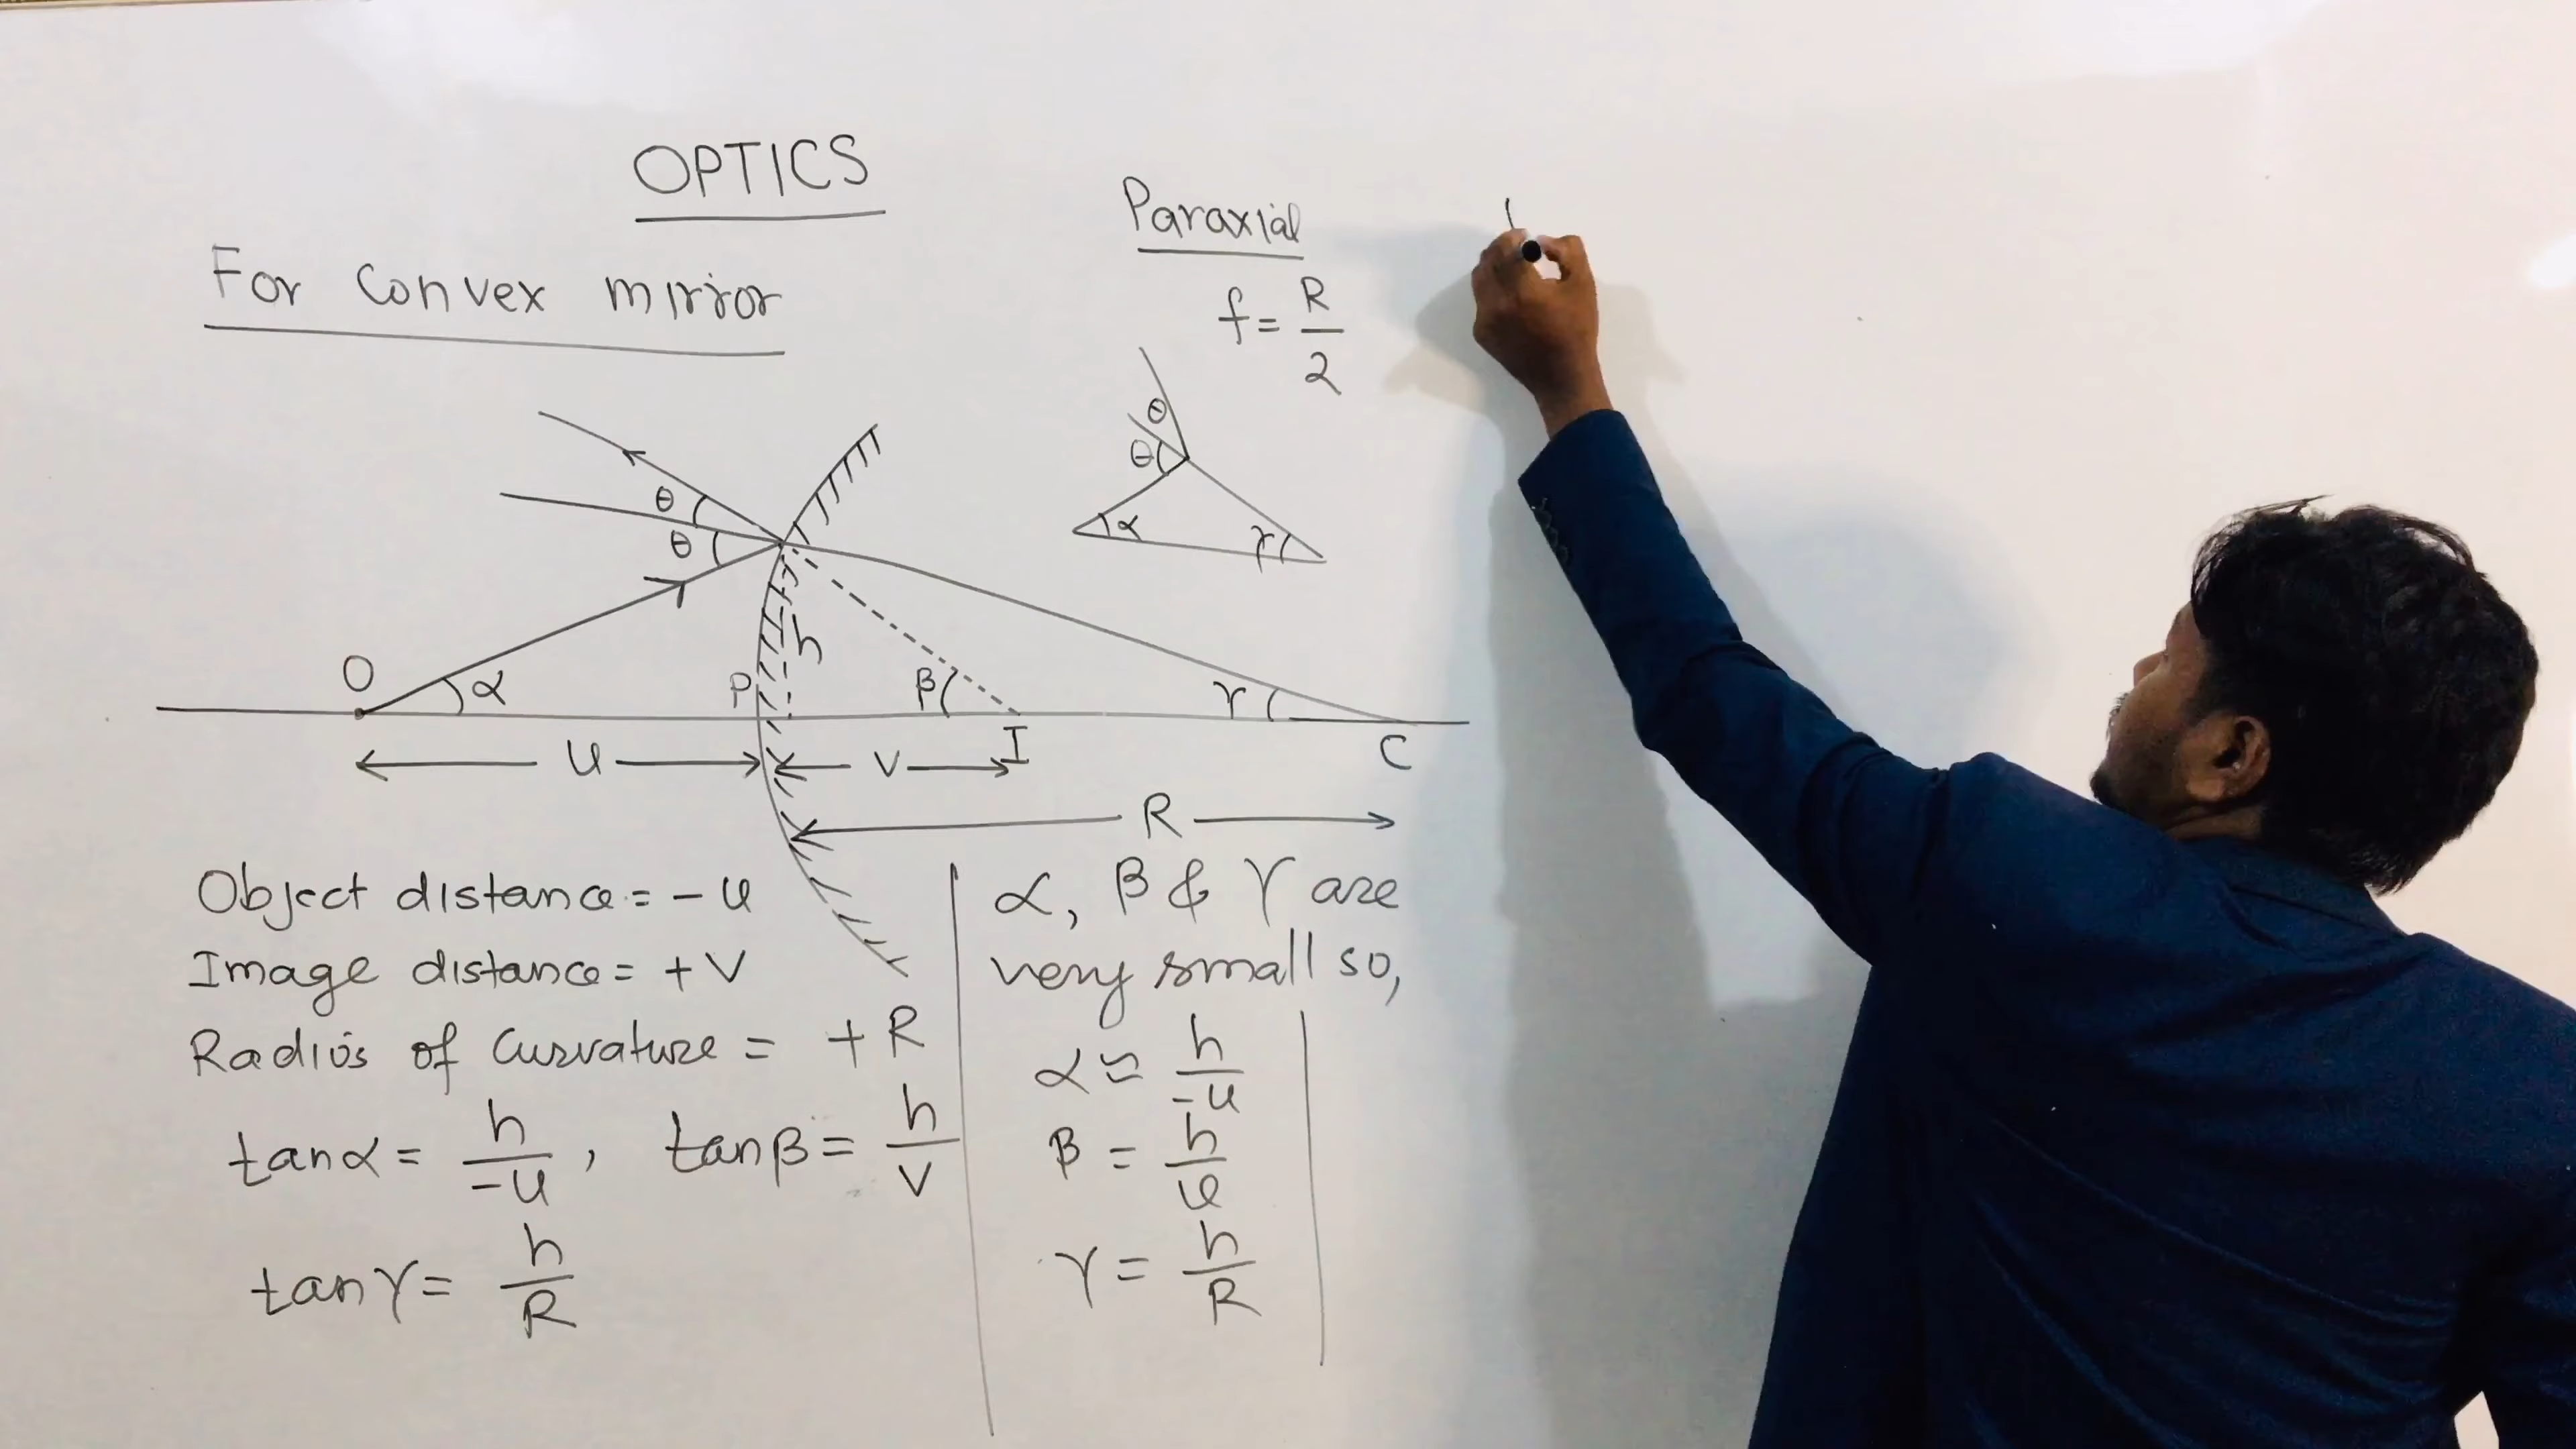 OPTICS
For convex mirror
Paraxial
f = R/2
θ
θ
α
γ
θ
θ
h
O
α
P
β
γ
u
v
I
C
R
Object distance = - u
Image distance = + v
Radius of Curvature = + R
tanα = h/-u , tanβ = h/v
tanγ = h/R
α, β & γ are
very small so,
α ≃ h/-u
β = h/v
γ = h/R